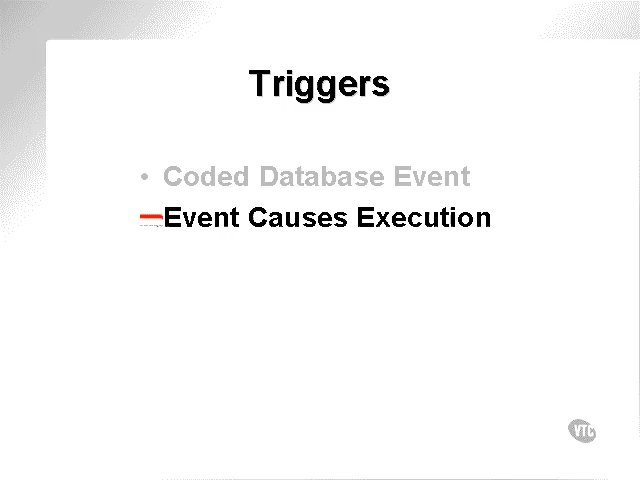 Triggers
• Coded Database Event
Event Causes Execution
VTC